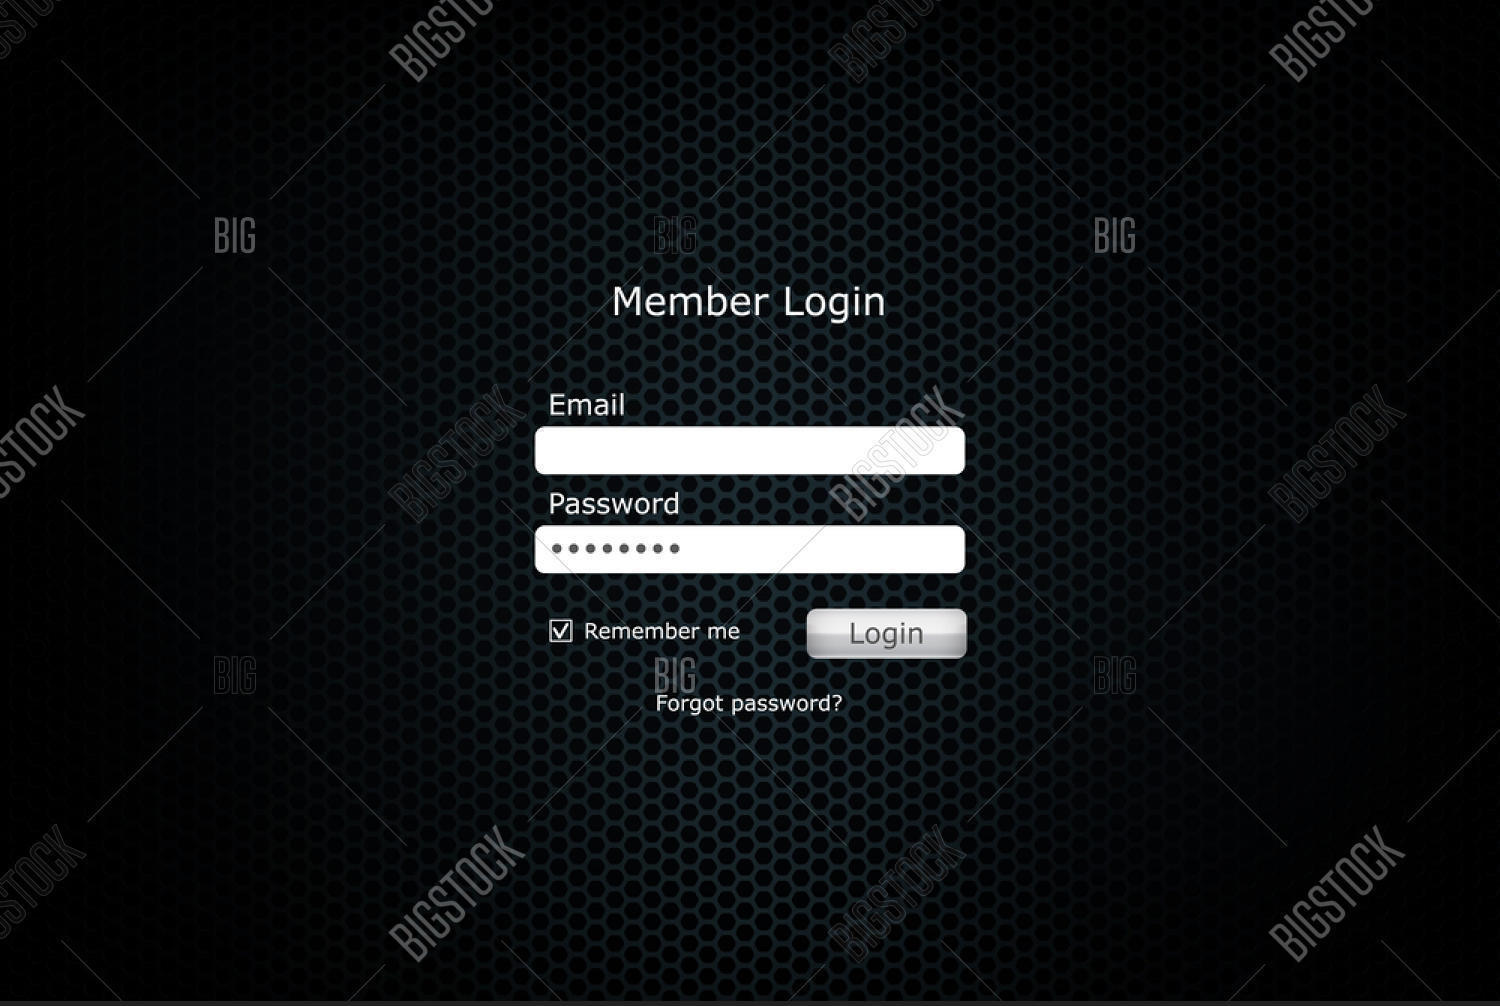 BIGSTOCK BIGSTOCK BIGSTOCK
BIG BIG BIG
Member Login
Email
BIGSTOCK BIGSTOCK BIGSTOCK BIGSTOCK
Password
••••••••
Remember me
Login
BIG BIG BIG
Forgot password?
BIGSTOCK BIGSTOCK BIGSTOCK BIGSTOCK